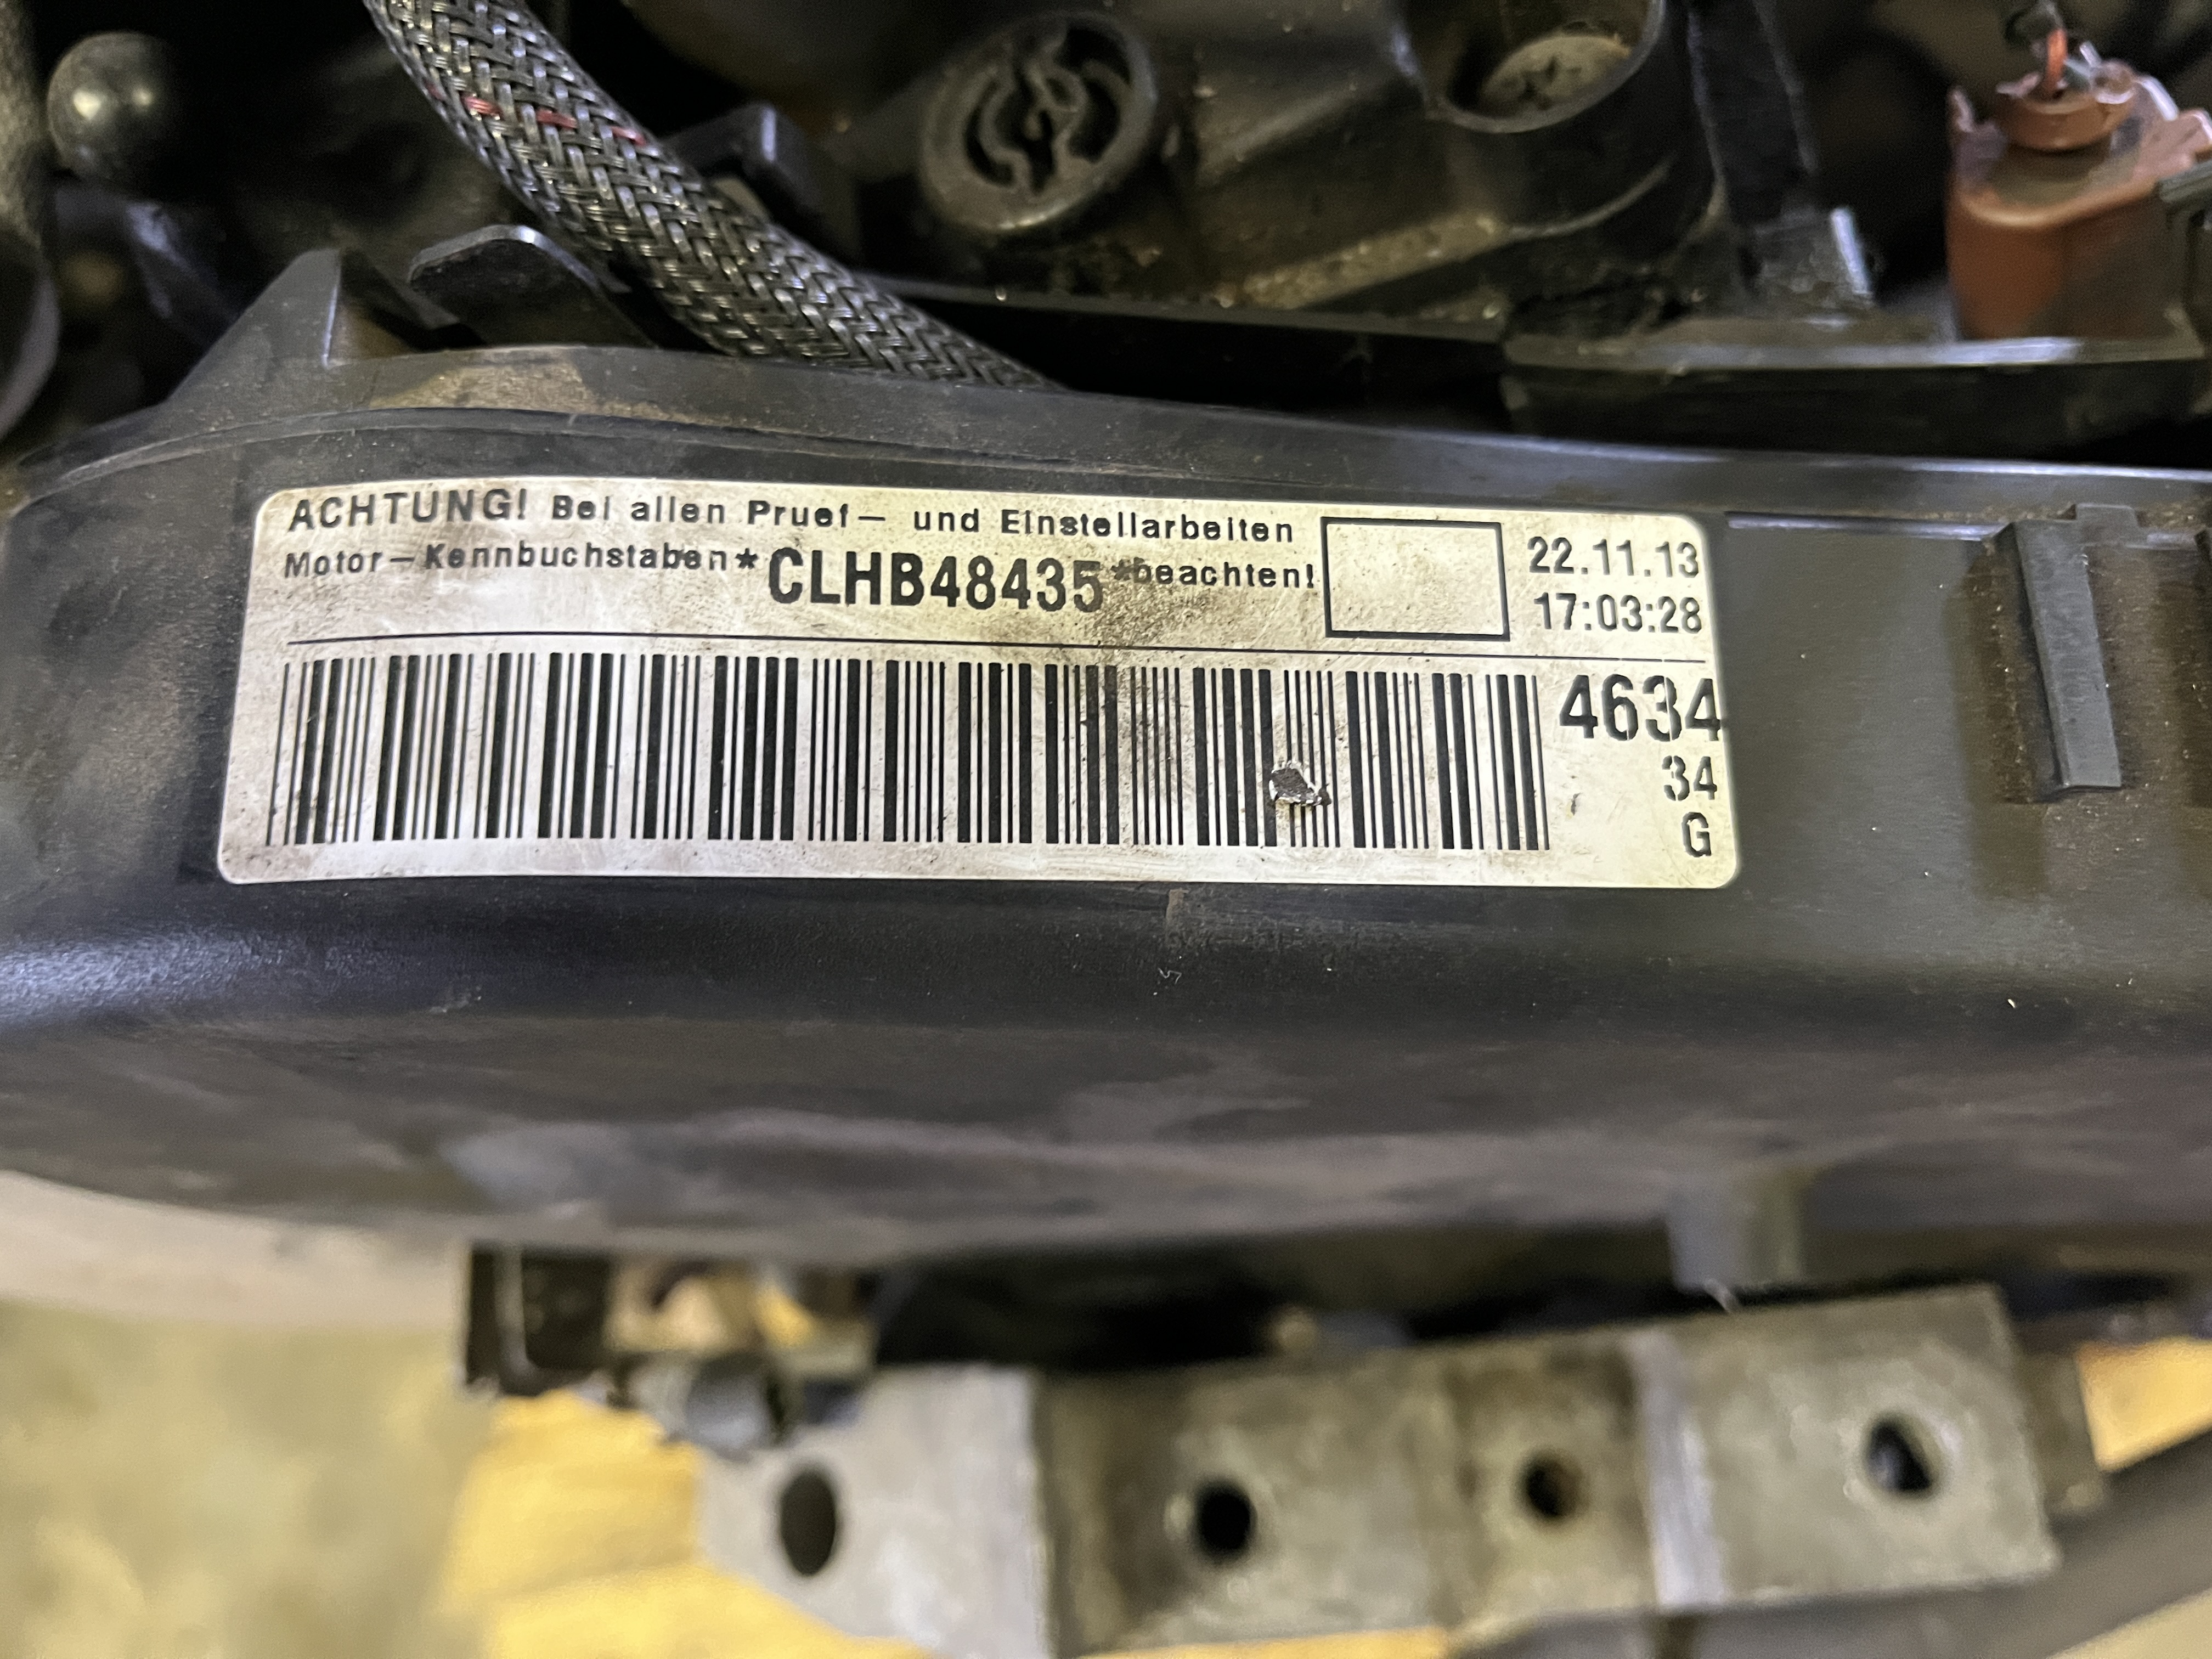 ACHTUNG! Bei allen Pruef- und Einstellarbeiten
Motor-Kennbuchstaben*CLHB48435*beachten!
22.11.13
17:03:28
4634
34
G